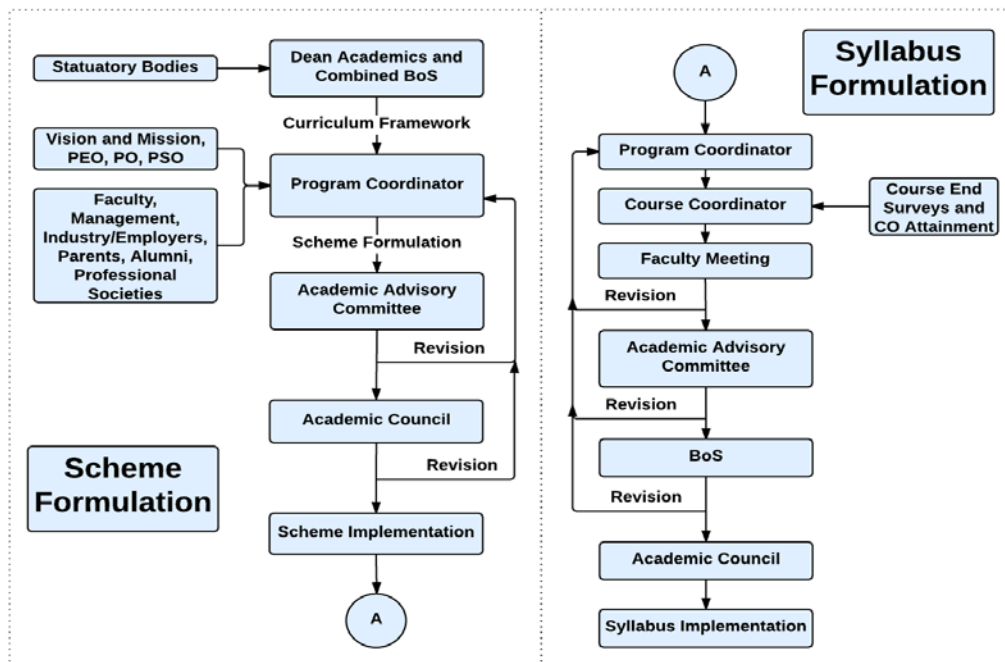 Statuatory Bodies
Dean Academics and
Combined BoS
Curriculum Framework
Vision and Mission,
PEO, PO, PSO
Program Coordinator
Faculty,
Management,
Industry/Employers,
Parents, Alumni,
Professional
Societies
Scheme Formulation
Academic Advisory
Committee
Revision
Academic Council
Revision
Scheme
Formulation
Scheme Implementation
A
Syllabus
Formulation
A
Program Coordinator
Course Coordinator
Course End
Surveys and
CO Attainment
Faculty Meeting
Revision
Academic Advisory
Committee
Revision
BoS
Revision
Academic Council
Syllabus Implementation